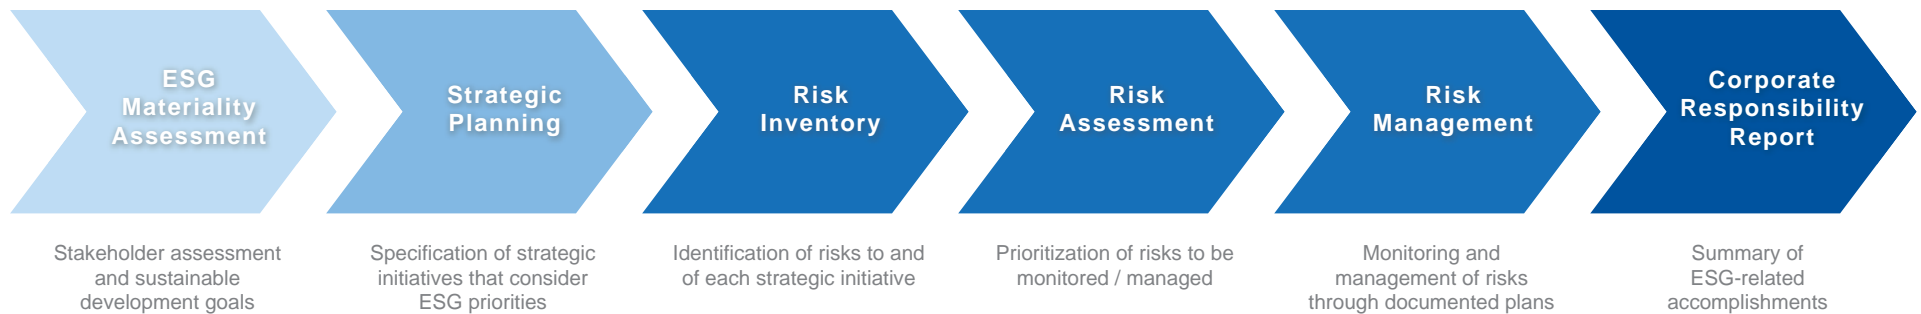 ESG
Materiality
Assessment
Strategic
Planning
Risk
Inventory
Risk
Assessment
Risk
Management
Corporate
Responsibility
Report
Stakeholder assessment
and sustainable
development goals
Specification of strategic
initiatives that consider
ESG priorities
Identification of risks to and
of each strategic initiative
Prioritization of risks to be
monitored / managed
Monitoring and
management of risks
through documented plans
Summary of
ESG-related
accomplishments